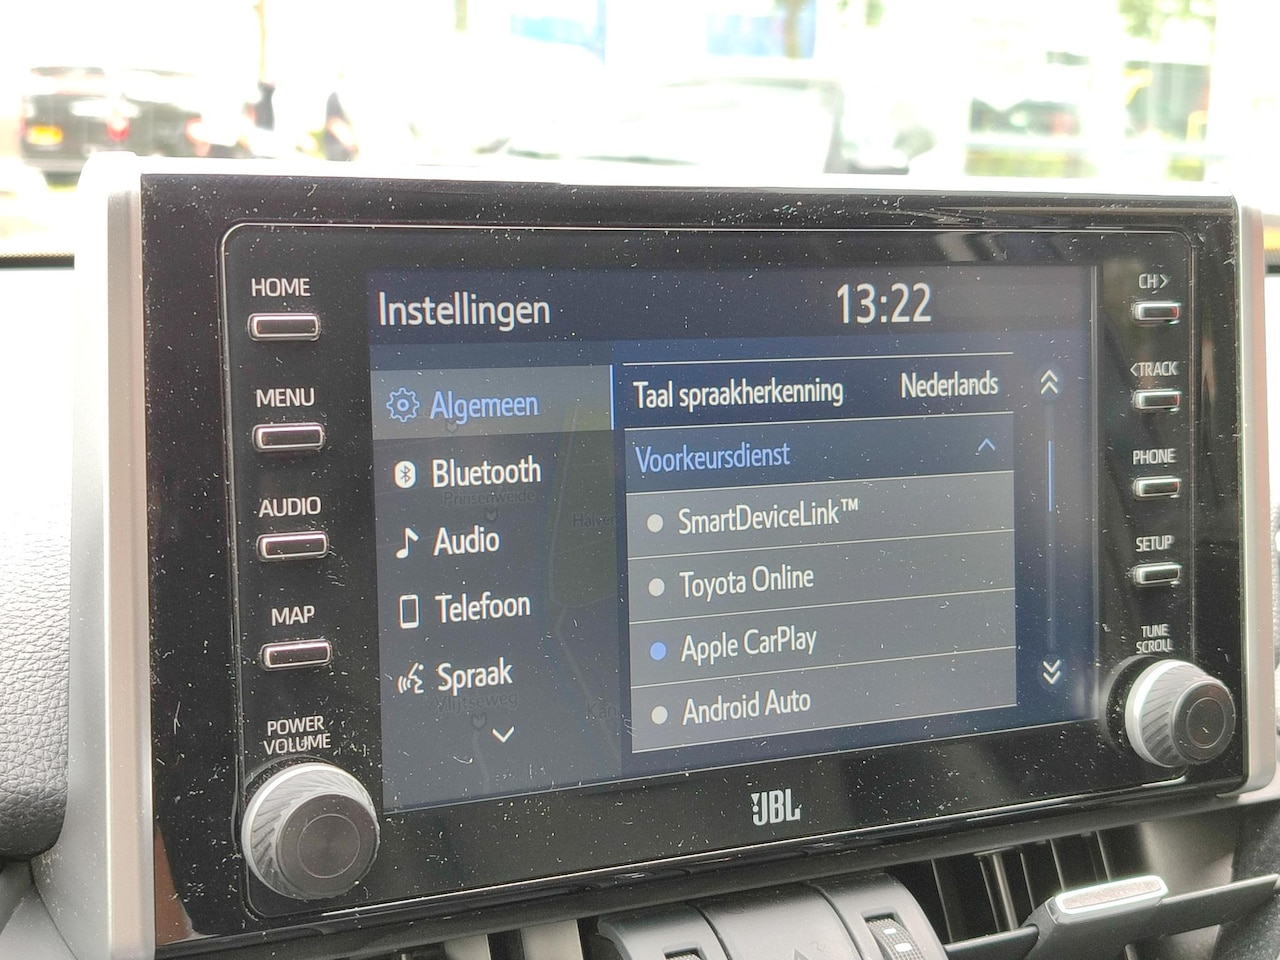 HOME
MENU
AUDIO
MAP
POWER
VOLUME
Instellingen
13:22
Algemeen
Bluetooth
Prinsenweide
Audio
Telefoon
Spraak
Taal spraakherkenning Nederlands
Voorkeursdienst
SmartDeviceLink™
Toyota Online
Apple CarPlay
Android Auto
CH>
<TRACK
PHONE
SETUP
TUNE
SCROLL
JBL